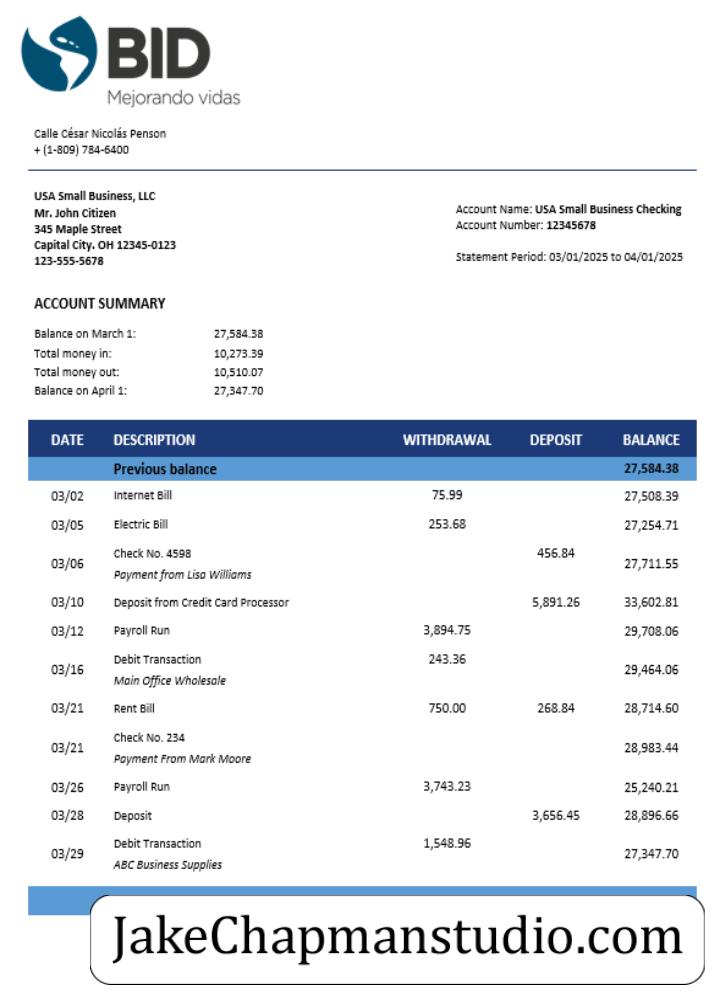 BID
Mejorando vidas
Calle César Nicolás Penson
+ (1-809) 784-6400
USA Small Business, LLC
Mr. John Citizen
345 Maple Street
Capital City. OH 12345-0123
123-555-5678
Account Name: USA Small Business Checking
Account Number: 12345678
Statement Period: 03/01/2025 to 04/01/2025
ACCOUNT SUMMARY
Balance on March 1: 27,584.38
Total money in: 10,273.39
Total money out: 10,510.07
Balance on April 1: 27,347.70
DATE DESCRIPTION WITHDRAWAL DEPOSIT BALANCE
Previous balance 27,584.38
03/02 Internet Bill 75.99 27,508.39
03/05 Electric Bill 253.68 27,254.71
03/06 Check No. 4598 456.84 27,711.55
Payment from Lisa Williams
03/10 Deposit from Credit Card Processor 5,891.26 33,602.81
03/12 Payroll Run 3,894.75 29,708.06
03/16 Debit Transaction 243.36 29,464.06
Main Office Wholesale
03/21 Rent Bill 750.00 268.84 28,714.60
03/21 Check No. 234 28,983.44
Payment From Mark Moore
03/26 Payroll Run 3,743.23 25,240.21
03/28 Deposit 3,656.45 28,896.66
03/29 Debit Transaction 1,548.96 27,347.70
ABC Business Supplies
JakeChapmanstudio.com